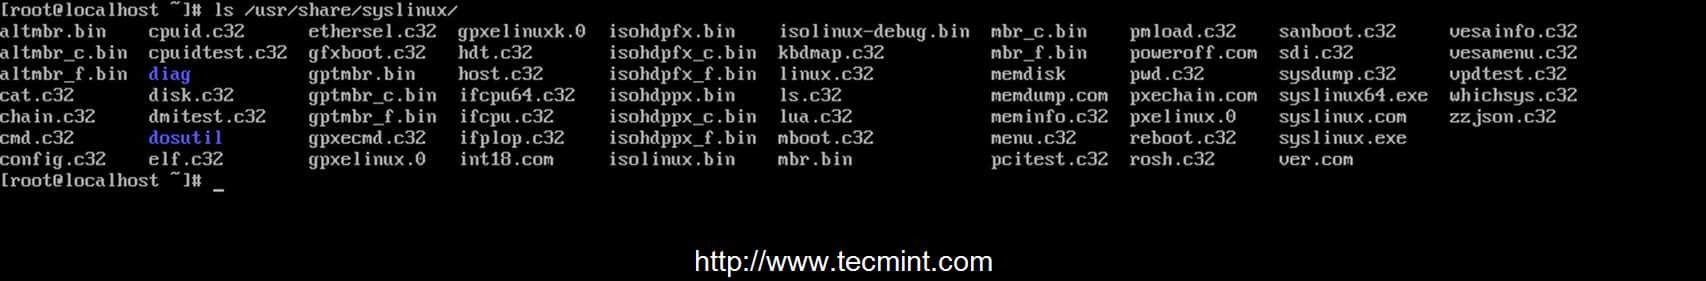 [root@localhost ~]# ls /usr/share/syslinux/
altmbr.bin cpuid.c32 ethersel.c32 gpxelinuxk.0 isohdpfx.bin isolinux-debug.bin mbr_c.bin pmload.c32 sanboot.c32 vesainfo.c32
altmbr_c.bin cpuidtest.c32 gfxboot.c32 hdt.c32 isohdpfx_c.bin kbdmap.c32 mbr_f.bin poweroff.com sdi.c32 vesamenu.c32
altmbr_f.bin diag gptmbr.bin host.c32 isohdpfx_f.bin linux.c32 memdisk pwd.c32 sysdump.c32 vpdtest.c32
cat.c32 disk.c32 gptmbr_c.bin ifcpu64.c32 isohdppx.bin ls.c32 memdump.com pxechain.com syslinux64.exe whichsys.c32
chain.c32 dmitest.c32 gptmbr_f.bin ifcpu.c32 isohdppx_c.bin lua.c32 meminfo.c32 pxelinux.0 syslinux.com zzjson.c32
cmd.c32 dosutil gpxecmd.c32 ifplop.c32 isohdppx_f.bin mboot.c32 menu.c32 reboot.c32 syslinux.exe
config.c32 elf.c32 gpxelinux.0 int18.com isolinux.bin mbr.bin pcitest.c32 rosh.c32 ver.com
[root@localhost ~]# _
http://www.tecmint.com